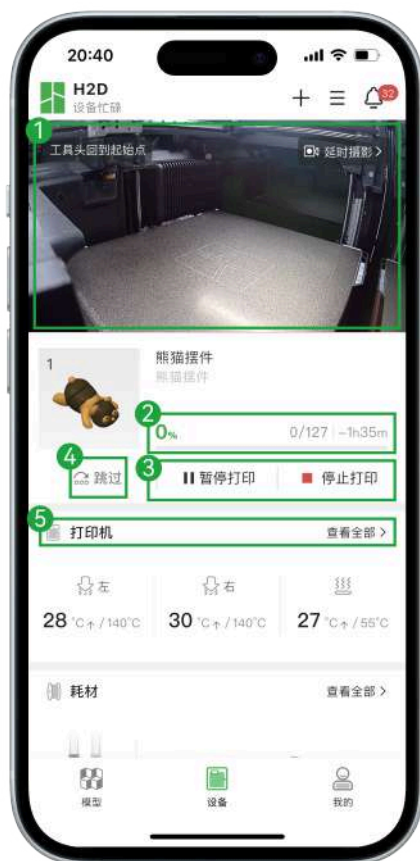 20:40
H2D
设备忙碌
32
1
工具头回到起始点
延时摄影 >
1
熊猫摆件
熊猫摆件
2
0%
0/127 | ~1h35m
4
跳过
3
暂停打印
停止打印
5
打印机
查看全部 >
左
右
28 °C↑ / 140°C
30 °C↑ / 140°C
27 °C↑ / 55°C
耗材
查看全部 >
模型
设备
我的